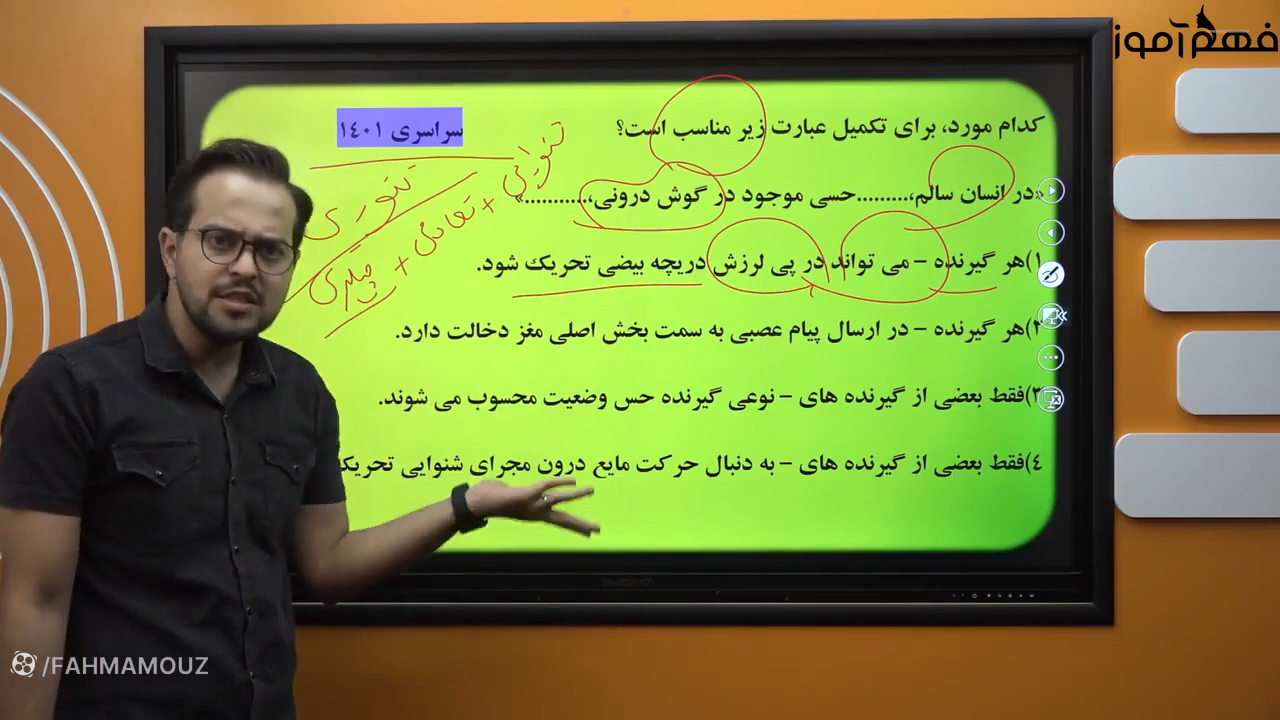 فهم آموز
کدام مورد، برای تکمیل عبارت زیر مناسب است؟
سراسری ۱۴۰۱
«در انسان سالم،.........حسی موجود در گوش درونی،...........»
۱)هر گیرنده – می تواند در پی لرزش دریچه بیضی تحریک شود.
۲)هر گیرنده – در ارسال پیام عصبی به سمت بخش اصلی مغز دخالت دارد.
۳)فقط بعضی از گیرنده های – نوعی گیرنده حس وضعیت محسوب می شوند.
۴)فقط بعضی از گیرنده های – به دنبال حرکت مایع درون مجرای شنوایی تحریک
+ تعادلی +
/FAHMAMOUZ